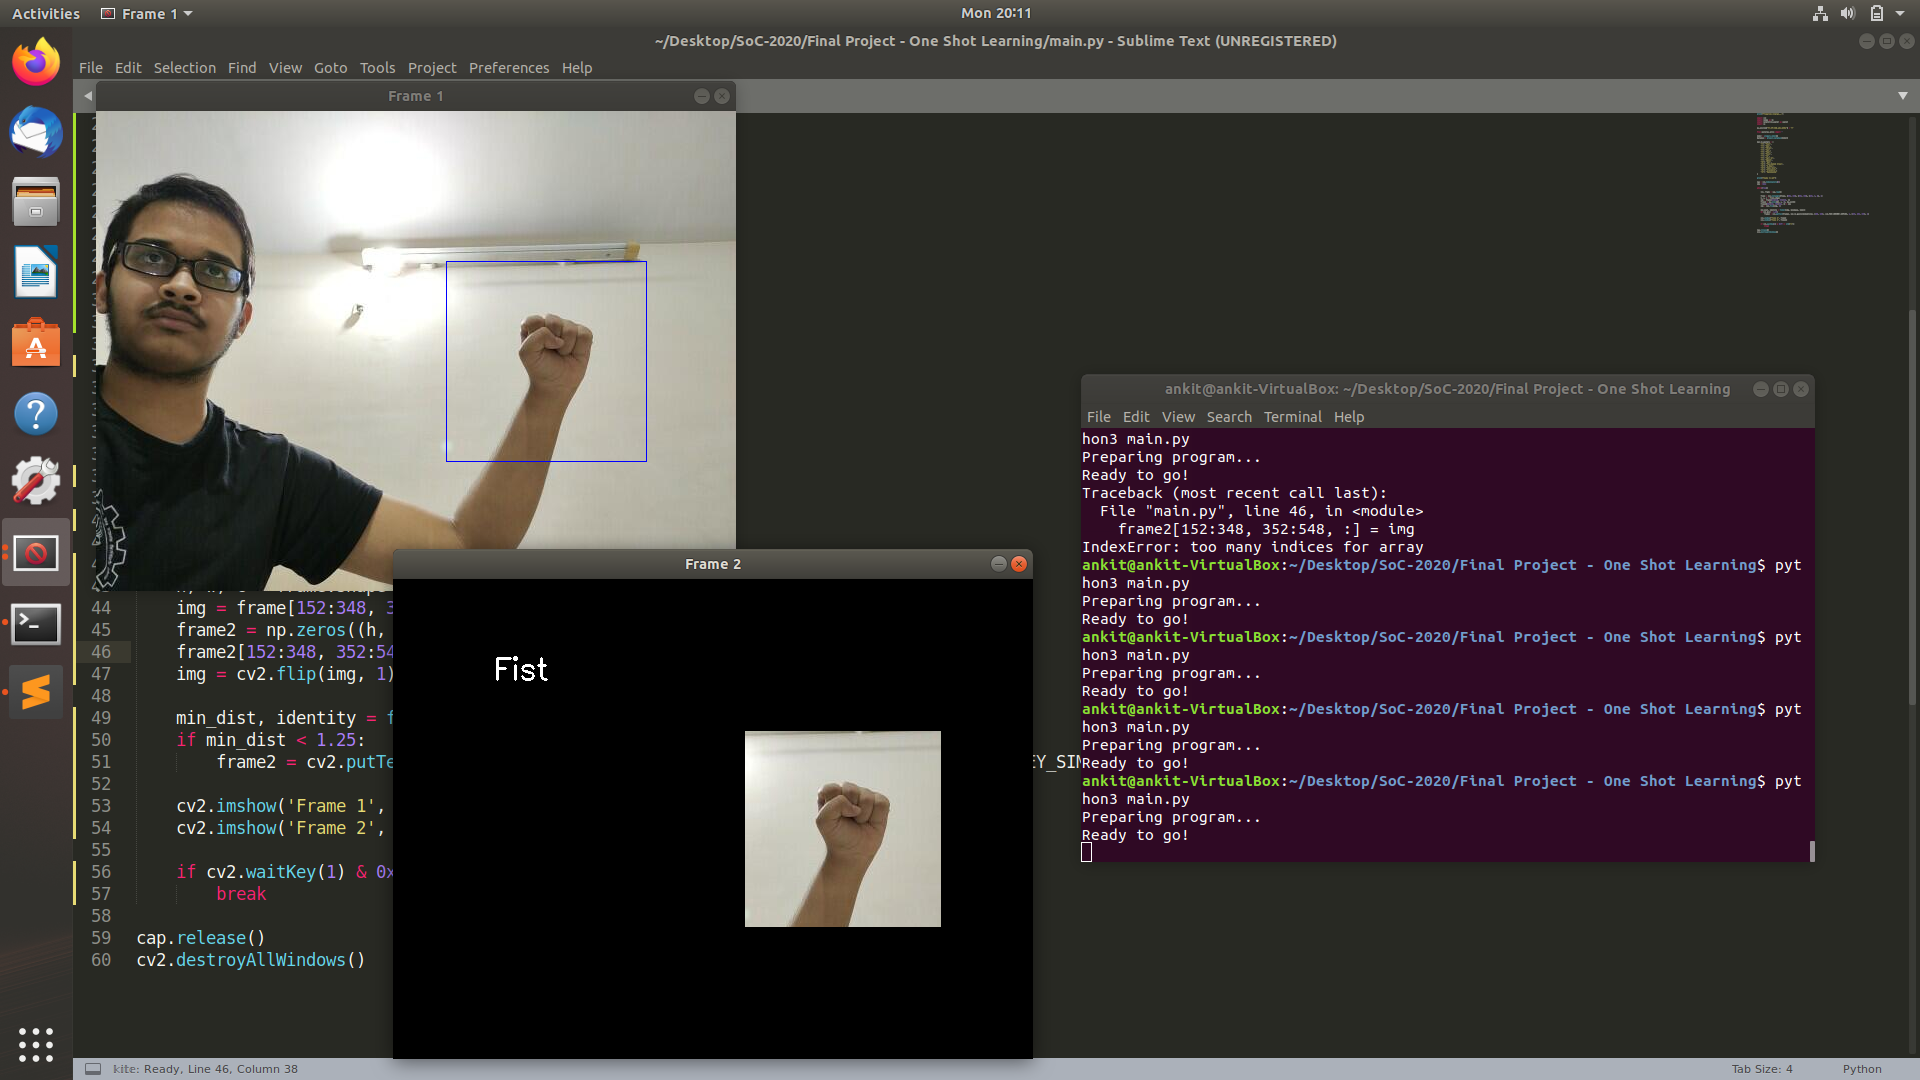 Activities
Frame 1
Mon 20:11
~/Desktop/SoC-2020/Final Project - One Shot Learning/main.py - Sublime Text (UNREGISTERED)
File Edit Selection Find View Goto Tools Project Preferences Help
Frame 1
44 img = frame[152:348, 3
45 frame2 = np.zeros((h,
46 frame2[152:348, 352:54
47 img = cv2.flip(img, 1)
48
49 min_dist, identity = f
50 if min_dist < 1.25:
51 frame2 = cv2.putTe
52
53 cv2.imshow('Frame 1',
54 cv2.imshow('Frame 2',
55
56 if cv2.waitKey(1) & 0x
57 break
58
59 cap.release()
60 cv2.destroyAllWindows()
Frame 2
Fist
EY_SIM
ankit@ankit-VirtualBox: ~/Desktop/SoC-2020/Final Project - One Shot Learning
File Edit View Search Terminal Help
hon3 main.py
Preparing program...
Ready to go!
Traceback (most recent call last):
File "main.py", line 46, in <module>
frame2[152:348, 352:548, :] = img
IndexError: too many indices for array
ankit@ankit-VirtualBox:~/Desktop/SoC-2020/Final Project - One Shot Learning$ pyt
hon3 main.py
Preparing program...
Ready to go!
ankit@ankit-VirtualBox:~/Desktop/SoC-2020/Final Project - One Shot Learning$ pyt
hon3 main.py
Preparing program...
Ready to go!
ankit@ankit-VirtualBox:~/Desktop/SoC-2020/Final Project - One Shot Learning$ pyt
hon3 main.py
Preparing program...
Ready to go!
ankit@ankit-VirtualBox:~/Desktop/SoC-2020/Final Project - One Shot Learning$ pyt
hon3 main.py
Preparing program...
Ready to go!
kite: Ready, Line 46, Column 38
Tab Size: 4
Python